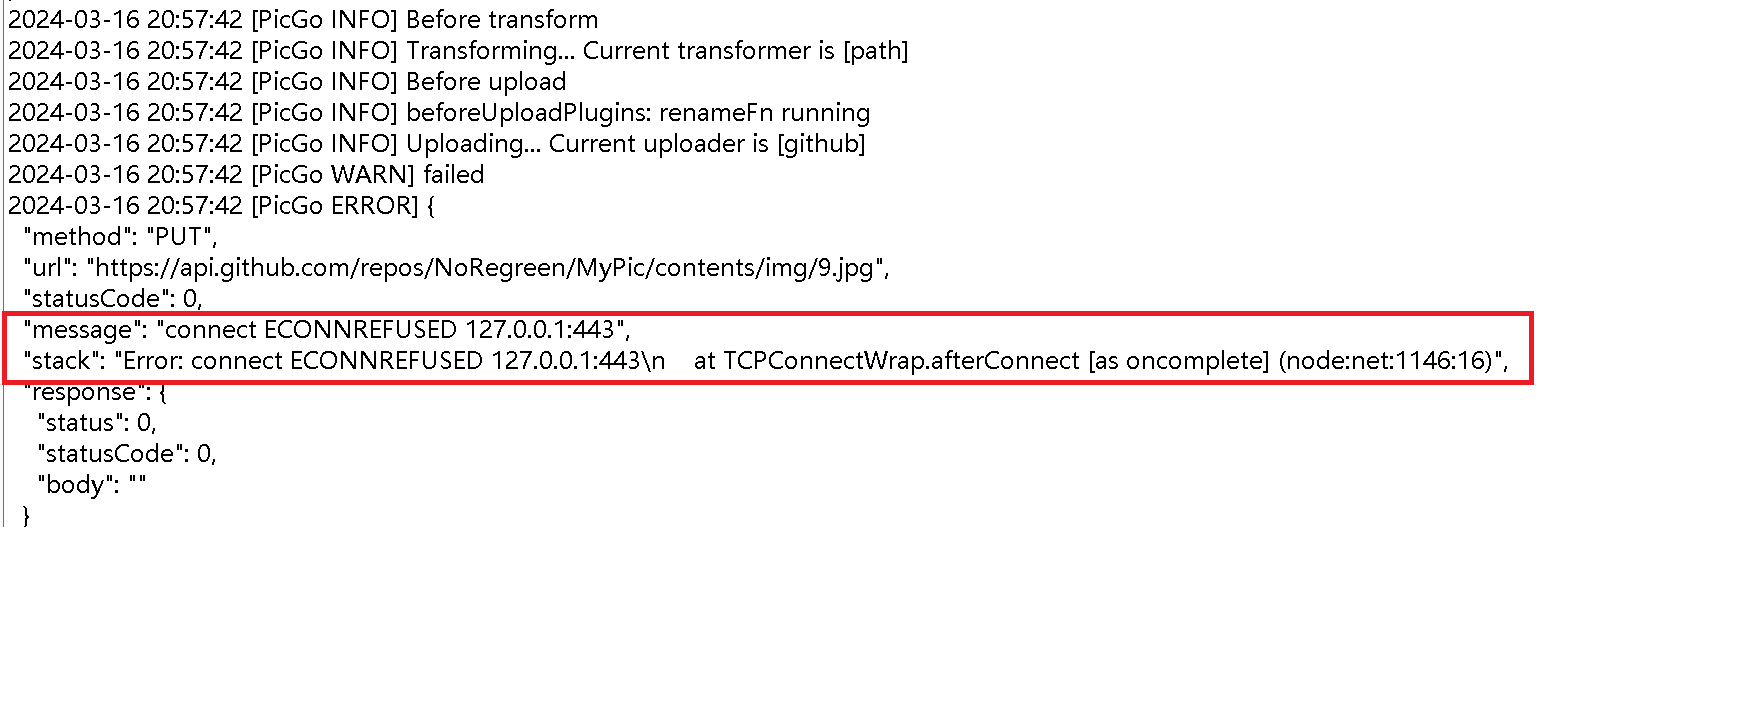 2024-03-16 20:57:42 [PicGo INFO] Before transform
2024-03-16 20:57:42 [PicGo INFO] Transforming... Current transformer is [path]
2024-03-16 20:57:42 [PicGo INFO] Before upload
2024-03-16 20:57:42 [PicGo INFO] beforeUploadPlugins: renameFn running
2024-03-16 20:57:42 [PicGo INFO] Uploading... Current uploader is [github]
2024-03-16 20:57:42 [PicGo WARN] failed
2024-03-16 20:57:42 [PicGo ERROR] {
"method": "PUT",
"url": "https://api.github.com/repos/NoRegreen/MyPic/contents/img/9.jpg",
"statusCode": 0,
"message": "connect ECONNREFUSED 127.0.0.1:443",
"stack": "Error: connect ECONNREFUSED 127.0.0.1:443\n    at TCPConnectWrap.afterConnect [as oncomplete] (node:net:1146:16)",
"response": {
"status": 0,
"statusCode": 0,
"body": ""
}